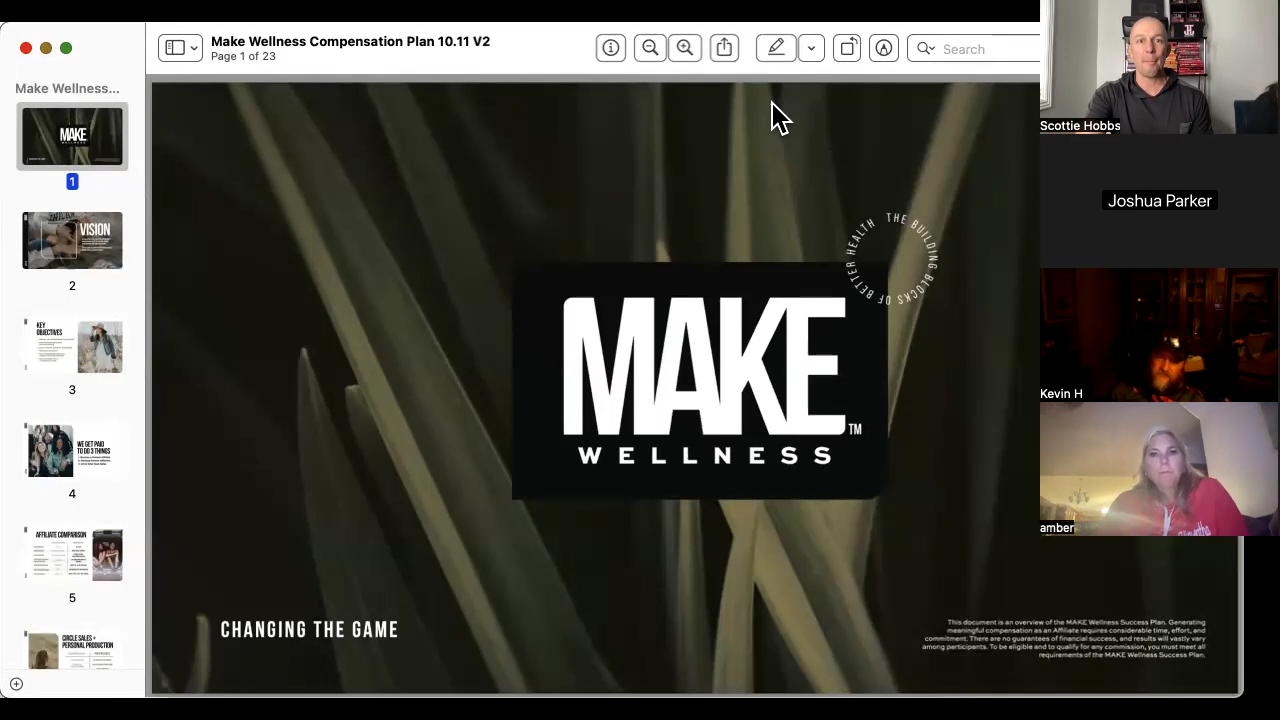 Make Wellness Compensation Plan 10.11 V2
Page 1 of 23
Search
Make Wellness...
MAKE
WELLNESS
1
VISION
2
KEY
OBJECTIVES
3
WE GET PAID
TO DO 3 THINGS
4
AFFILIATE COMPARISON
5
CIRCLE SALES +
PERSONAL PRODUCTION
THE BUILDING BLOCKS OF BETTER HEALTH
MAKE™
WELLNESS
CHANGING THE GAME
This document is an overview of the MAKE Wellness Success Plan. Generating
meaningful compensation as an Affiliate requires considerable time, effort, and
commitment. There are no guarantees of financial success, and results will vastly vary
among participants. To be eligible and to qualify for any commission, you must meet all
requirements of the MAKE Wellness Success Plan.
Scottie Hobbs
Joshua Parker
Kevin H
amber